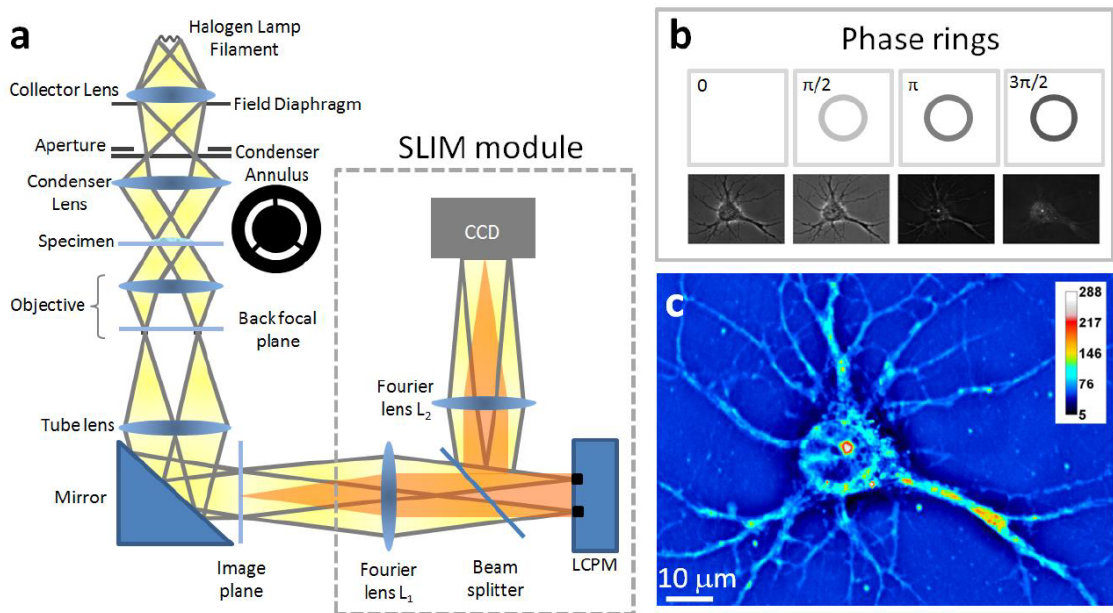 a
Halogen Lamp
Filament
Collector Lens
Field Diaphragm
Aperture
Condenser
Annulus
Condenser
Lens
Specimen
Objective
Back focal
plane
Tube lens
Mirror
Image
plane
SLIM module
CCD
Fourier
lens L₂
Fourier
lens L₁
Beam
splitter
LCPM
b
Phase rings
0
π/2
π
3π/2
c
288
217
146
76
5
10 µm